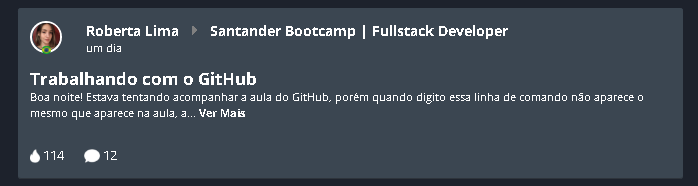 Roberta Lima Santander Bootcamp | Fullstack Developer
um dia
Trabalhando com o GitHub
Boa noite! Estava tentando acompanhar a aula do GitHub, porém quando digito essa linha de comando não aparece o
mesmo que aparece na aula, a... Ver Mais
114 12